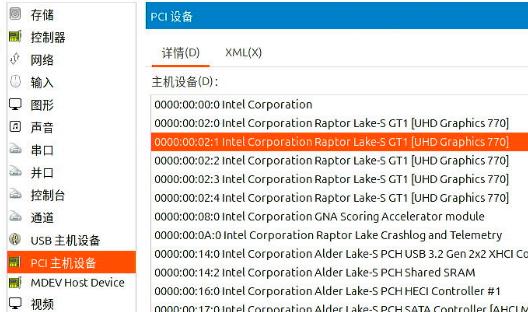 存储
控制器
网络
输入
图形
声音
串口
并口
控制台
通道
USB 主机设备
PCI 主机设备
MDEV Host Device
视频
PCI 设备
详情(D)
XML(X)
主机设备(D)：
0000:00:00:0 Intel Corporation
0000:00:02:0 Intel Corporation Raptor Lake-S GT1 [UHD Graphics 770]
0000:00:02:1 Intel Corporation Raptor Lake-S GT1 [UHD Graphics 770]
0000:00:02:2 Intel Corporation Raptor Lake-S GT1 [UHD Graphics 770]
0000:00:02:3 Intel Corporation Raptor Lake-S GT1 [UHD Graphics 770]
0000:00:02:4 Intel Corporation Raptor Lake-S GT1 [UHD Graphics 770]
0000:00:08:0 Intel Corporation GNA Scoring Accelerator module
0000:00:0A:0 Intel Corporation Raptor Lake Crashlog and Telemetry
0000:00:14:0 Intel Corporation Alder Lake-S PCH USB 3.2 Gen 2x2 XHCI Co
0000:00:14:2 Intel Corporation Alder Lake-S PCH Shared SRAM
0000:00:16:0 Intel Corporation Alder Lake-S PCH HECI Controller #1
0000:00:17:0 Intel Corporation Alder Lake-S PCH SATA Controller [AHCI M